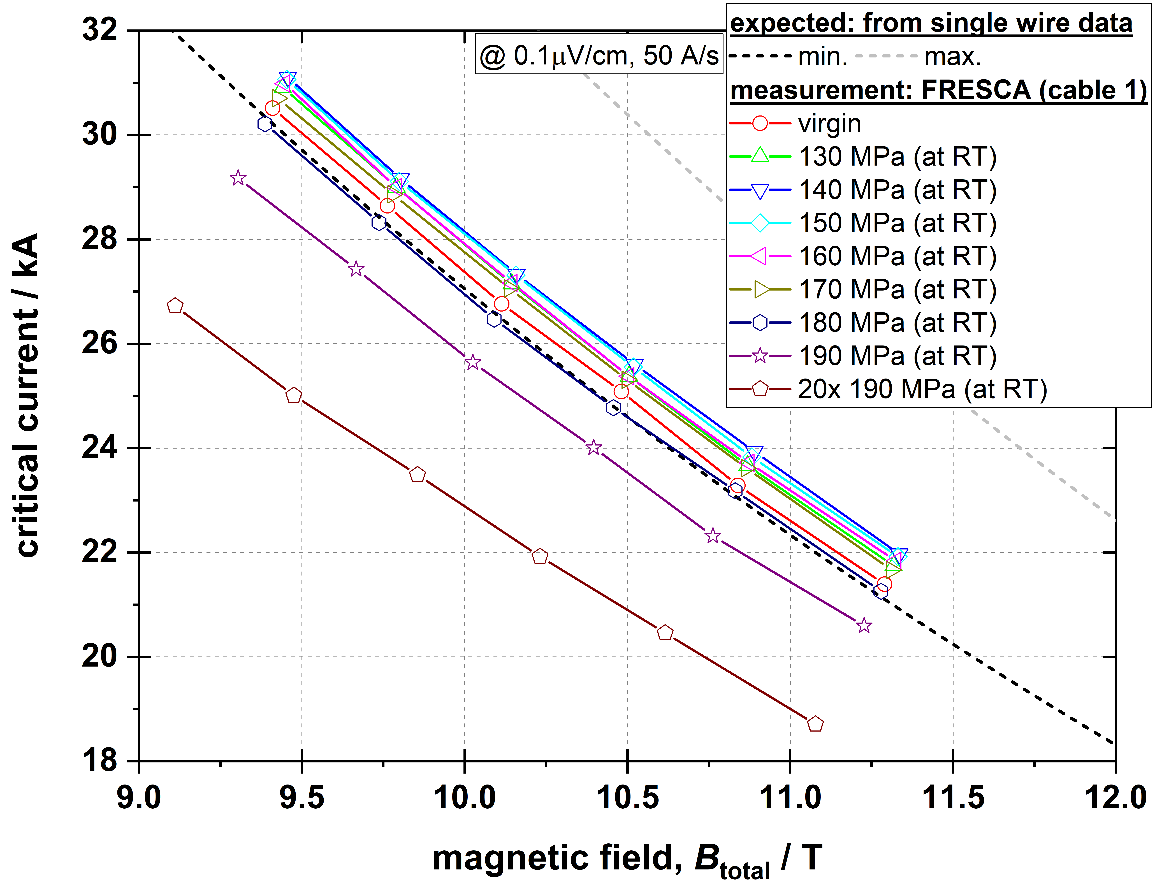 @ 0.1μV/cm, 50 A/s
expected: from single wire data
min. max.
measurement: FRESCA (cable 1)
virgin
130 MPa (at RT)
140 MPa (at RT)
150 MPa (at RT)
160 MPa (at RT)
170 MPa (at RT)
180 MPa (at RT)
190 MPa (at RT)
20x 190 MPa (at RT)
critical current / kA
32
30
28
26
24
22
20
18
9.0 9.5 10.0 10.5 11.0 11.5 12.0
magnetic field, Btotal / T